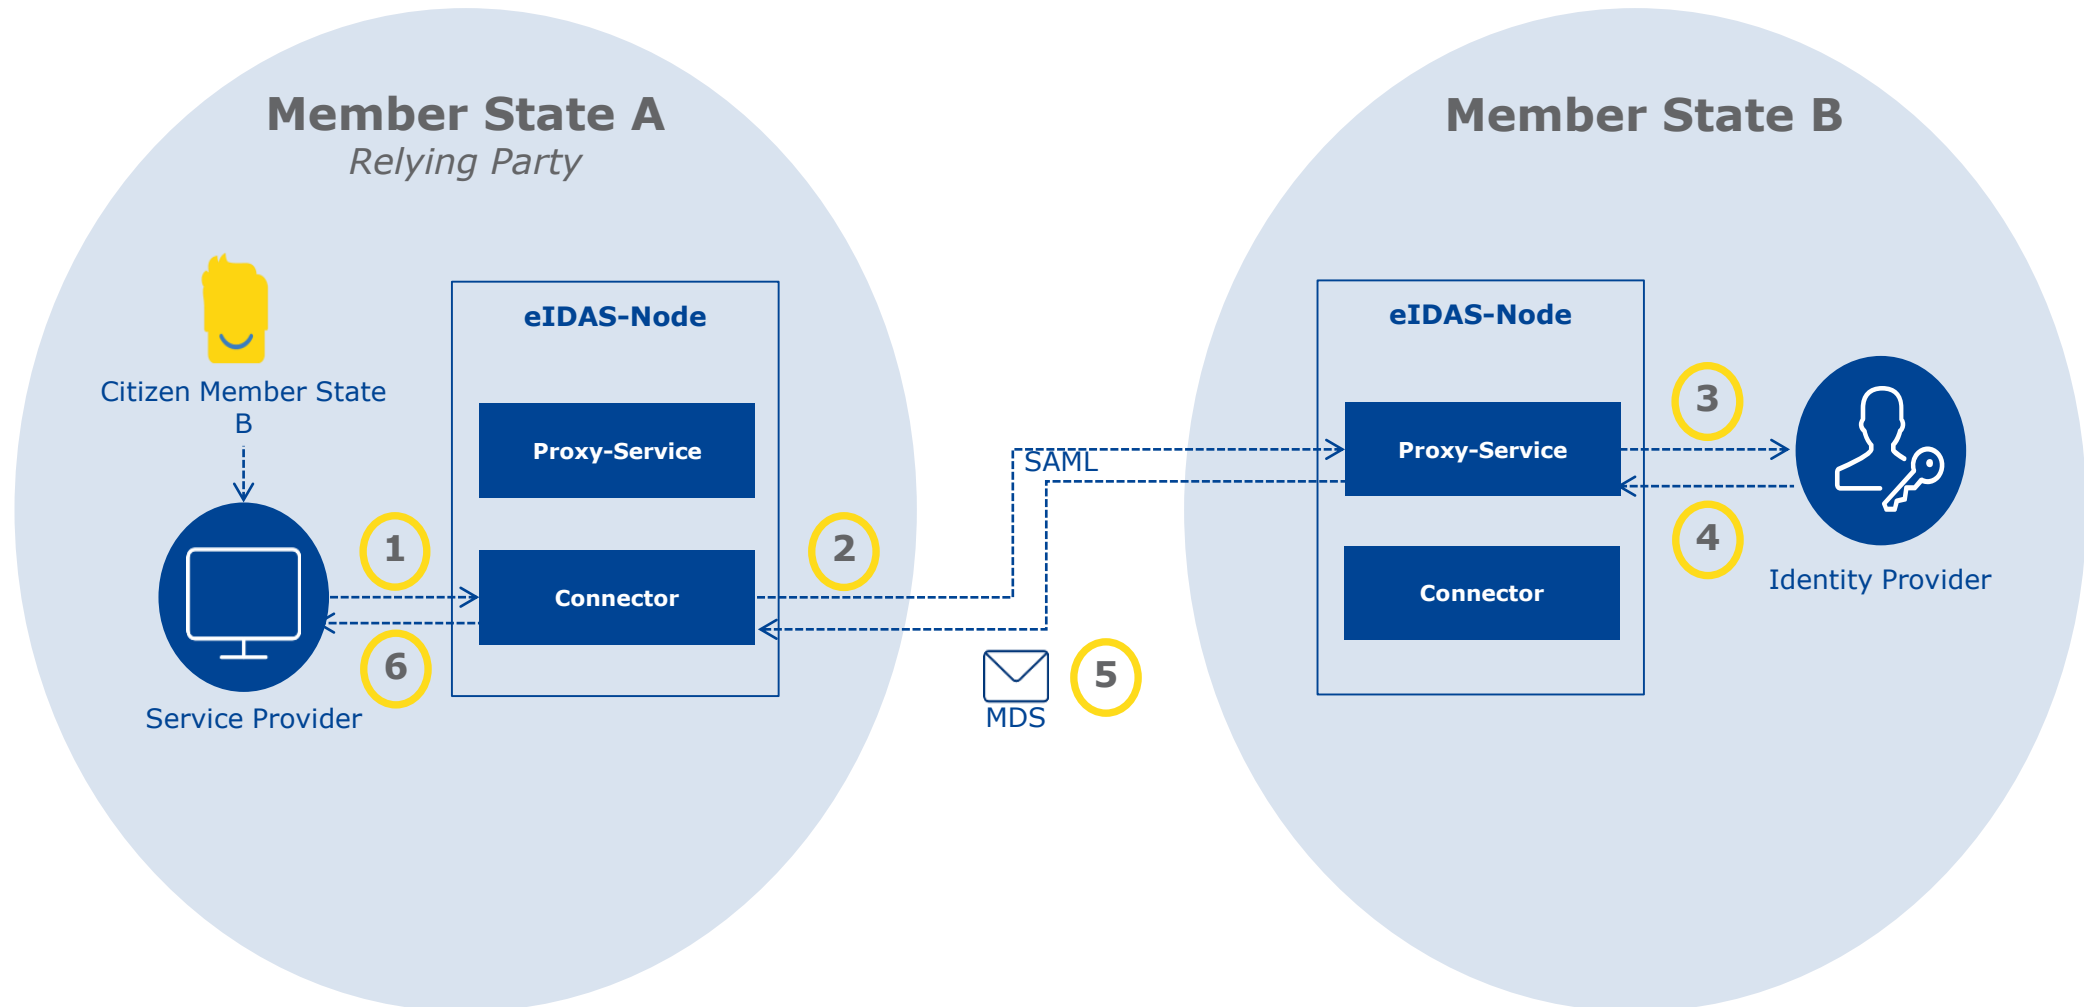 Member State A
Relying Party
Citizen Member State
B
eIDAS-Node
Proxy-Service
Connector
1
6
Service Provider
2
SAML
MDS
5
Member State B
eIDAS-Node
Proxy-Service
Connector
3
4
Identity Provider